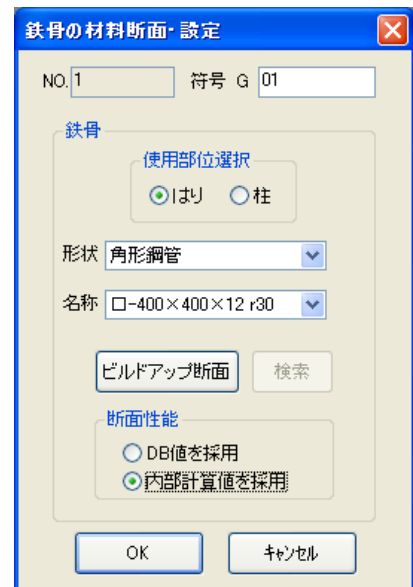 鉄骨の材料断面・設定
NO. 1 符号 G 01
鉄骨
使用部位選択
はり 柱
形状 角形鋼管
名称 □-400×400×12 r30
ビルドアップ断面 検索
断面性能
DB値を採用
内部計算値を採用
OK キャンセル